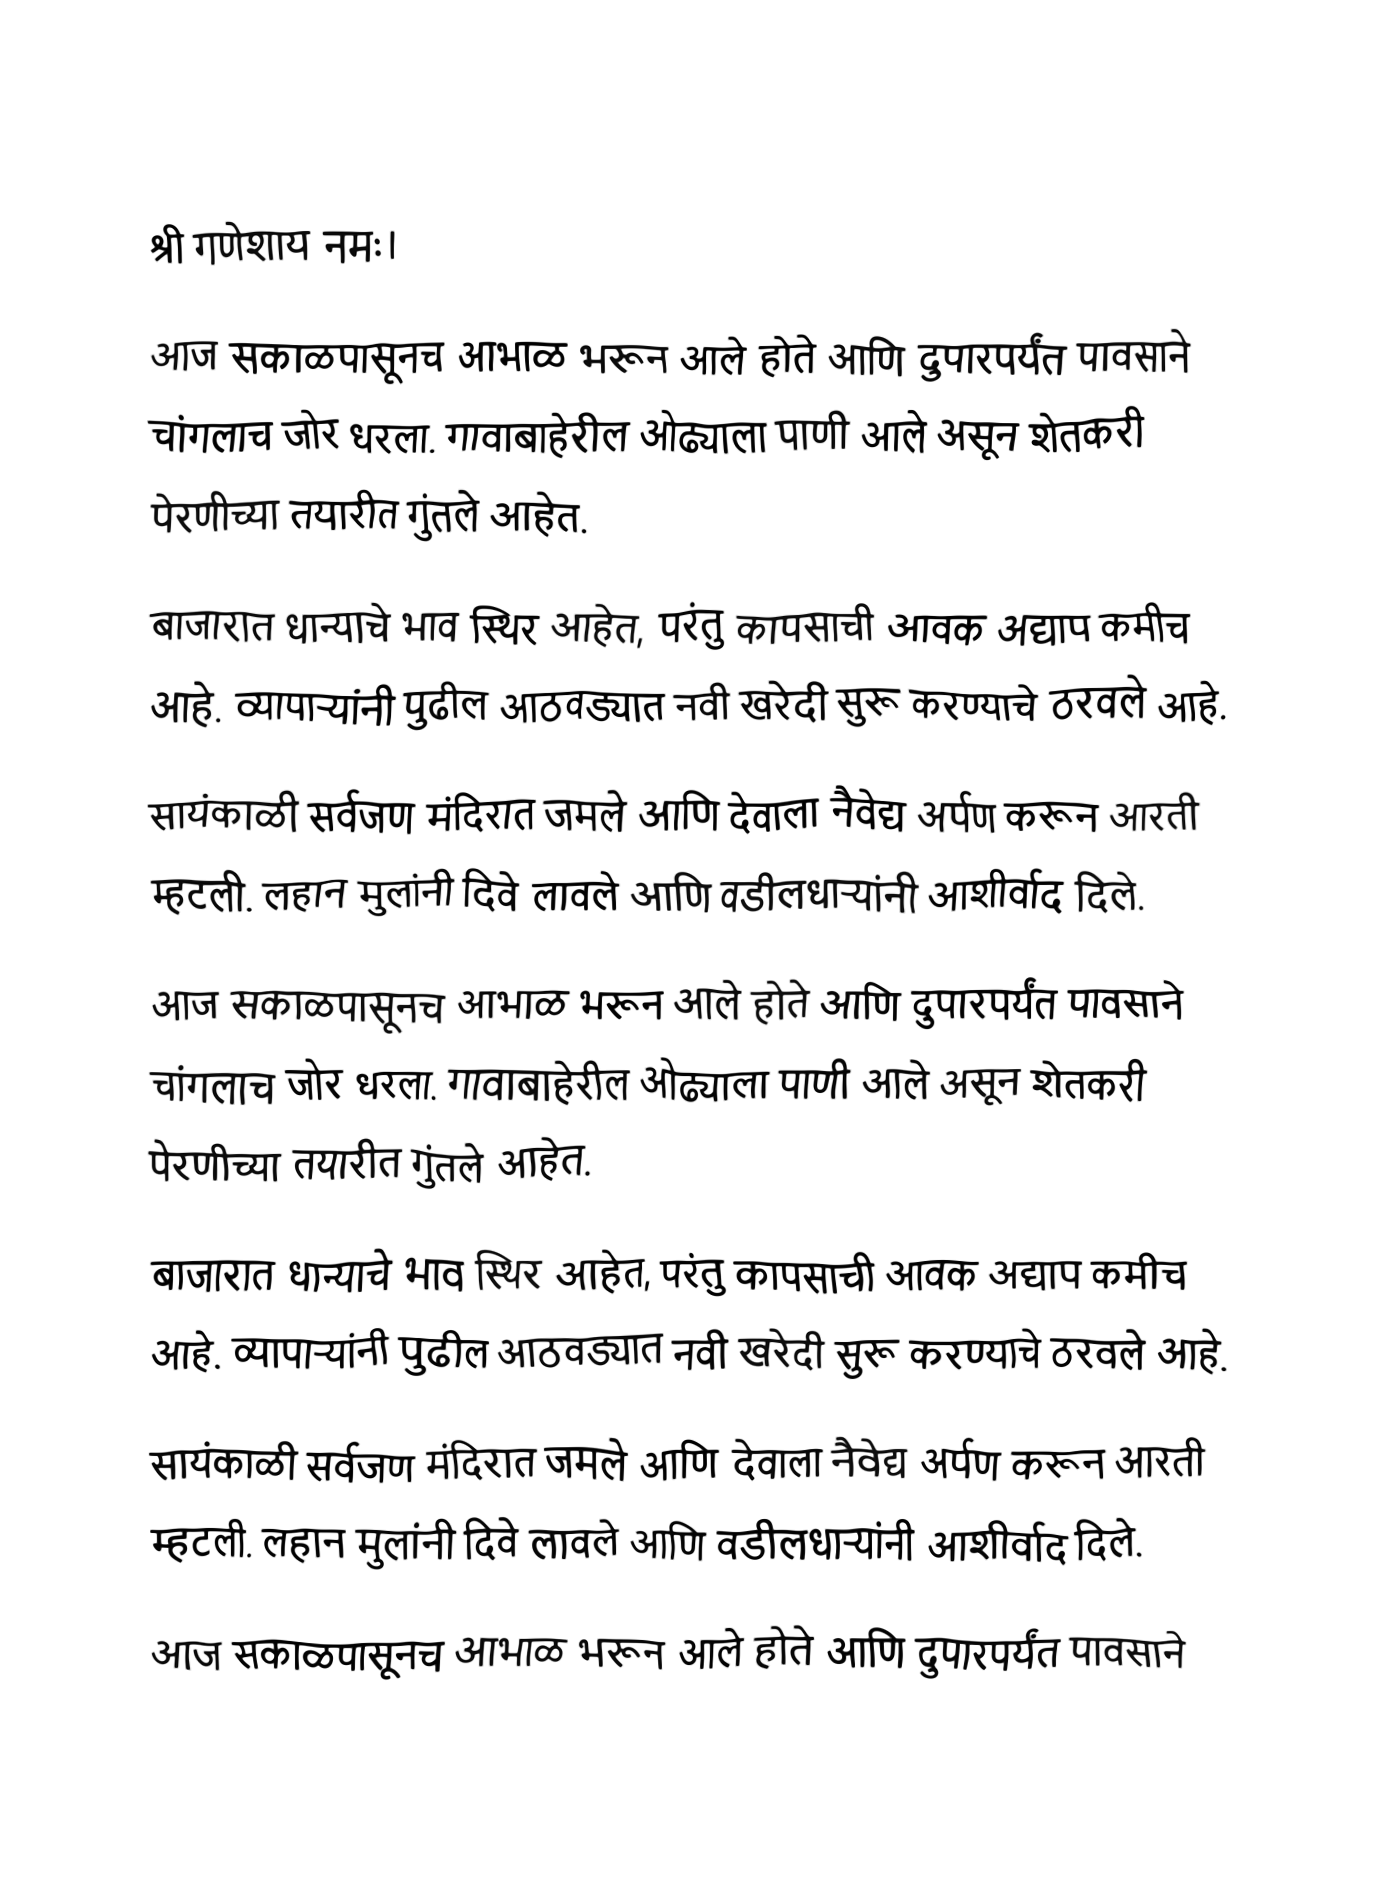 श्री गणेशाय नमः।
आज सकाळपासूनच आभाळ भरून आले होते आणि दुपारपर्यंत पावसाने
चांगलाच जोर धरला. गावाबाहेरील ओढ्याला पाणी आले असून शेतकरी
पेरणीच्या तयारीत गुंतले आहेत.
बाजारात धान्याचे भाव स्थिर आहेत, परंतु कापसाची आवक अद्याप कमीच
आहे. व्यापाऱ्यांनी पुढील आठवड्यात नवी खरेदी सुरू करण्याचे ठरवले आहे.
सायंकाळी सर्वजण मंदिरात जमले आणि देवाला नैवेद्य अर्पण करून आरती
म्हटली. लहान मुलांनी दिवे लावले आणि वडीलधाऱ्यांनी आशीर्वाद दिले.
आज सकाळपासूनच आभाळ भरून आले होते आणि दुपारपर्यंत पावसाने
चांगलाच जोर धरला. गावाबाहेरील ओढ्याला पाणी आले असून शेतकरी
पेरणीच्या तयारीत गुंतले आहेत.
बाजारात धान्याचे भाव स्थिर आहेत, परंतु कापसाची आवक अद्याप कमीच
आहे. व्यापाऱ्यांनी पुढील आठवड्यात नवी खरेदी सुरू करण्याचे ठरवले आहे.
सायंकाळी सर्वजण मंदिरात जमले आणि देवाला नैवेद्य अर्पण करून आरती
म्हटली. लहान मुलांनी दिवे लावले आणि वडीलधाऱ्यांनी आशीर्वाद दिले.
आज सकाळपासूनच आभाळ भरून आले होते आणि दुपारपर्यंत पावसाने